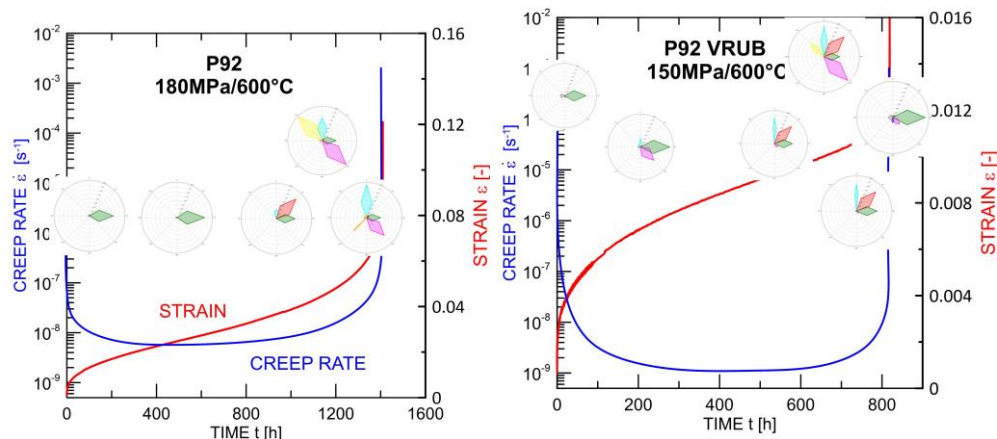 P92
180MPa/600°C
CREEP RATE ε̇ [s⁻¹]
10⁻²
10⁻³
10⁻⁴
10⁻⁷
10⁻⁸
10⁻⁹
0.16
0.12
0.08
0.04
0
STRAIN ε [-]
STRAIN
CREEP RATE
0 400 800 1200 1600
TIME t [h]
P92 VRUB
150MPa/600°C
CREEP RATE ε̇ [s⁻¹]
10⁻²
10⁻⁵
10⁻⁶
10⁻⁷
10⁻⁸
10⁻⁹
0.016
0.012
0.008
0.004
0
STRAIN ε [-]
0 200 400 600 800
TIME t [h]